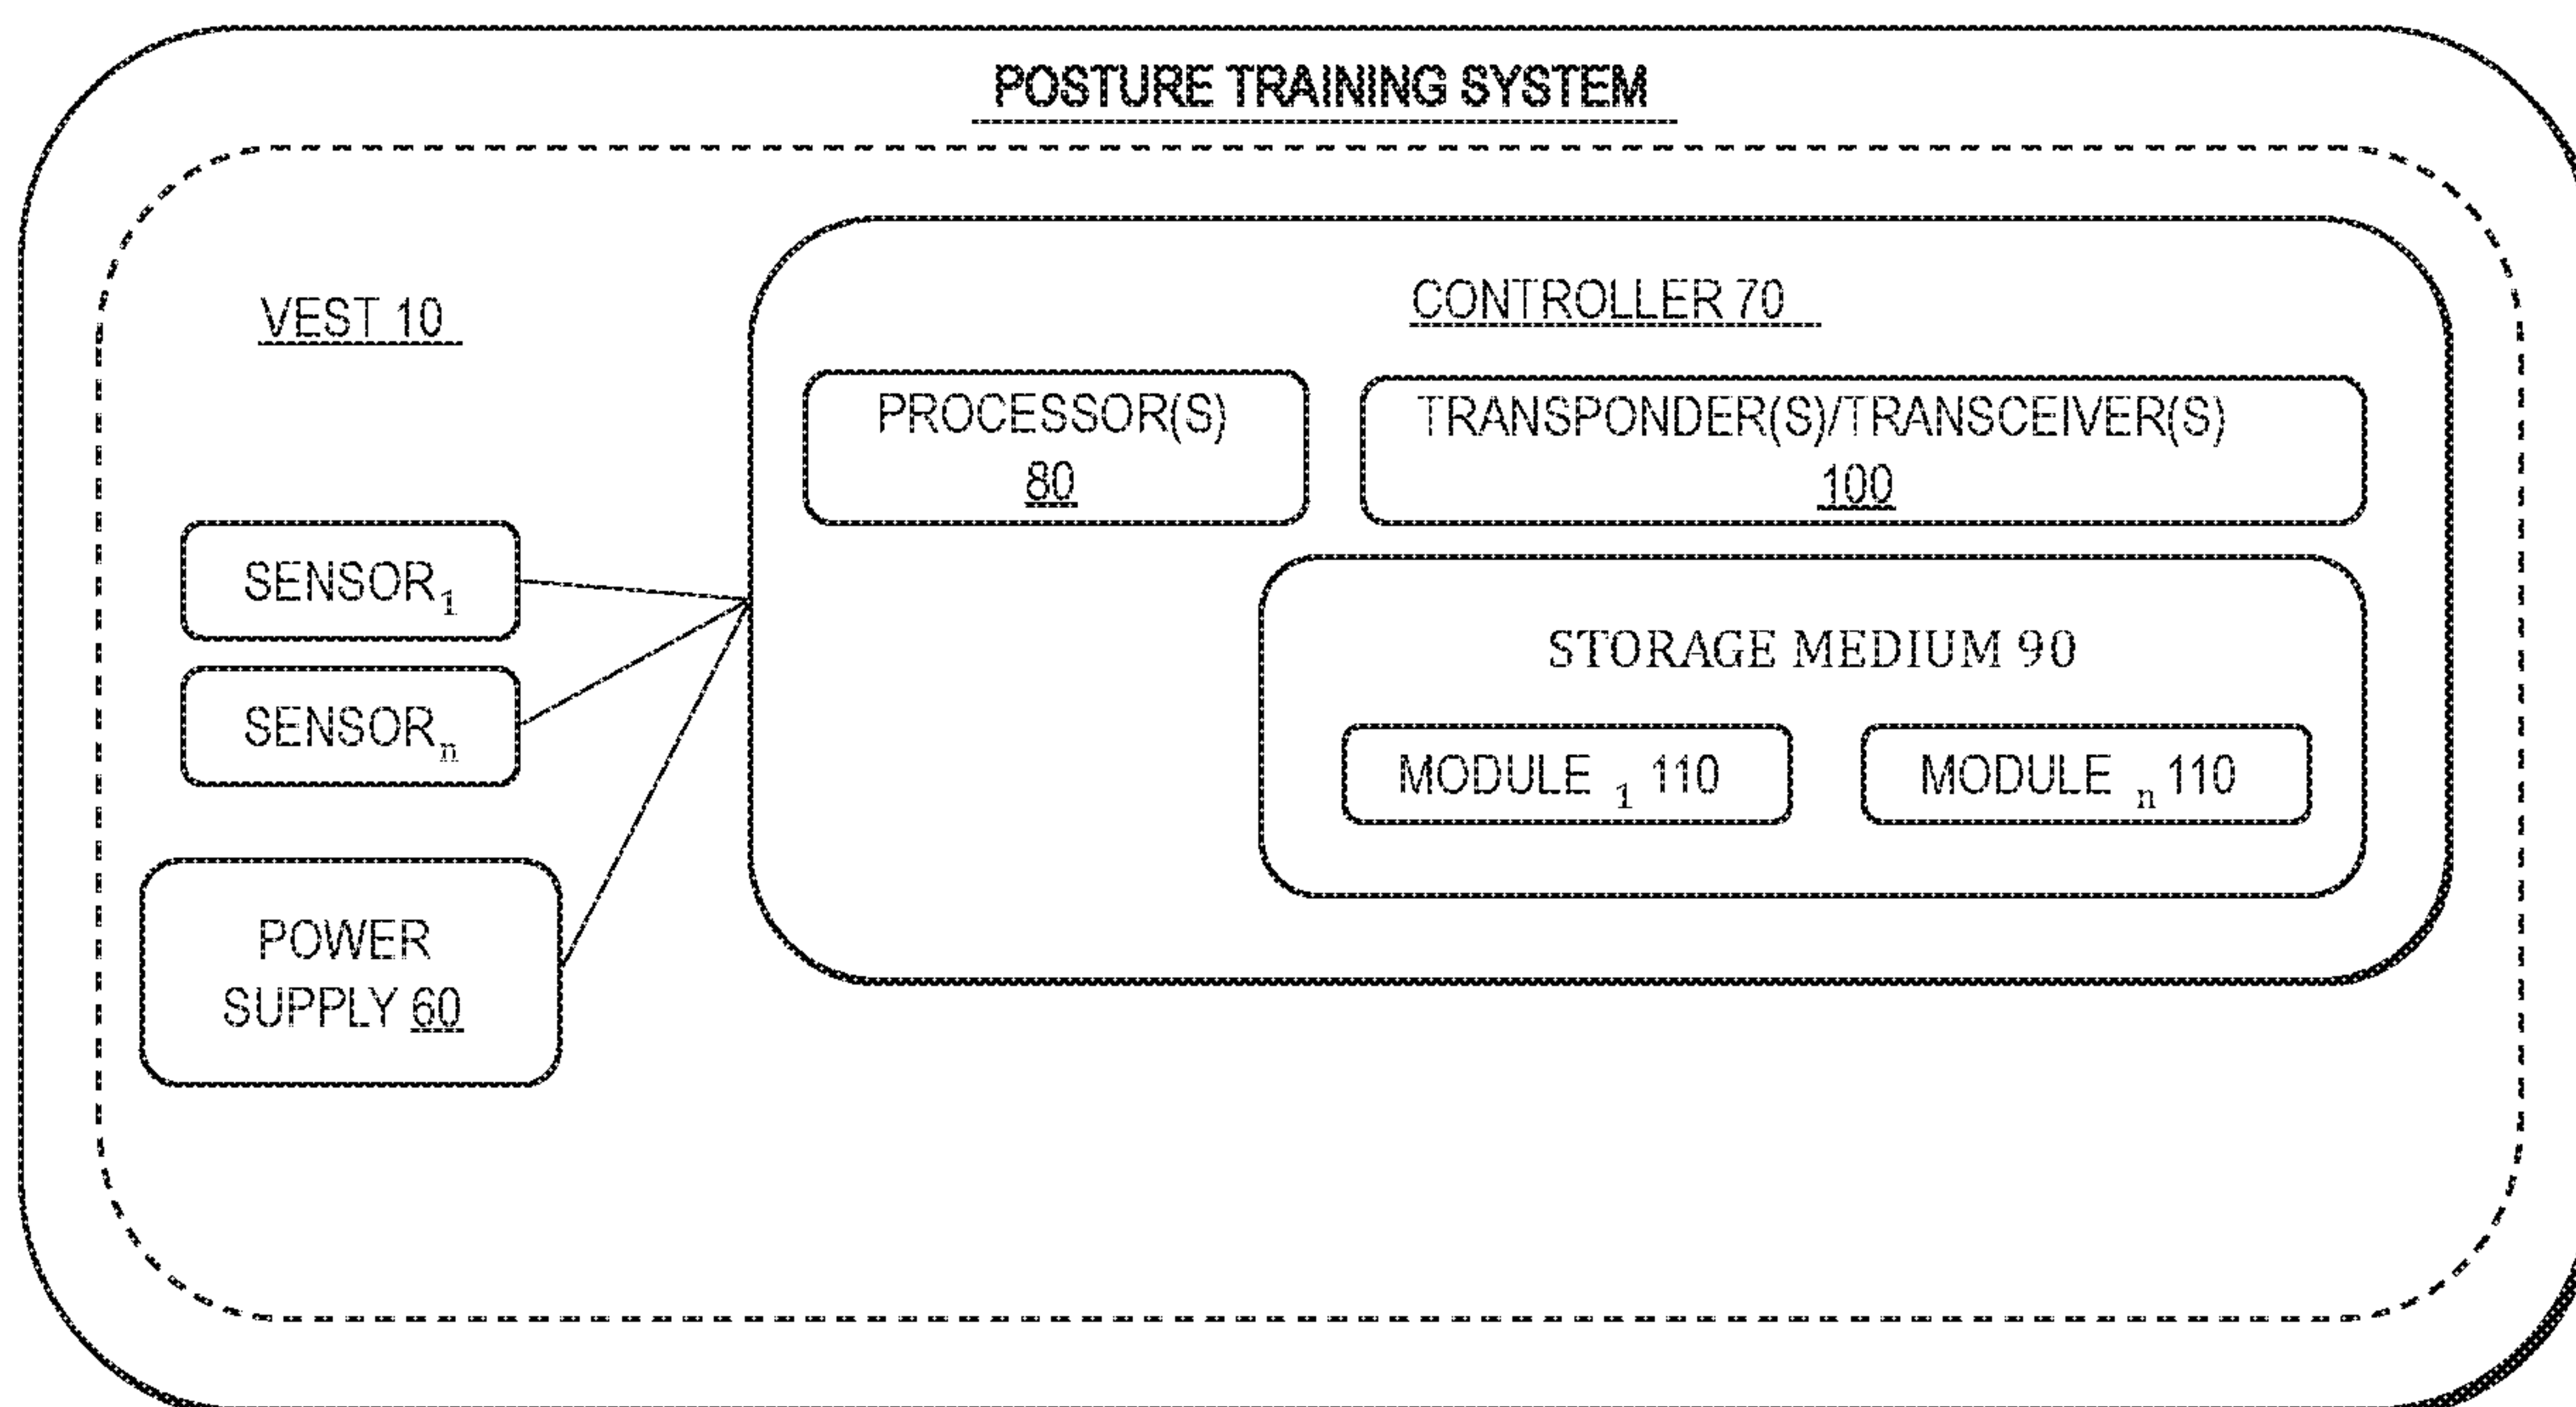 POSTURE TRAINING SYSTEM
VEST 10
CONTROLLER 70
PROCESSOR(S)
80
TRANSPONDER(S)/TRANSCEIVER(S)
100
SENSOR₁
SENSORₙ
STORAGE MEDIUM 90
MODULE ₁ 110
MODULE ₙ 110
POWER
SUPPLY 60